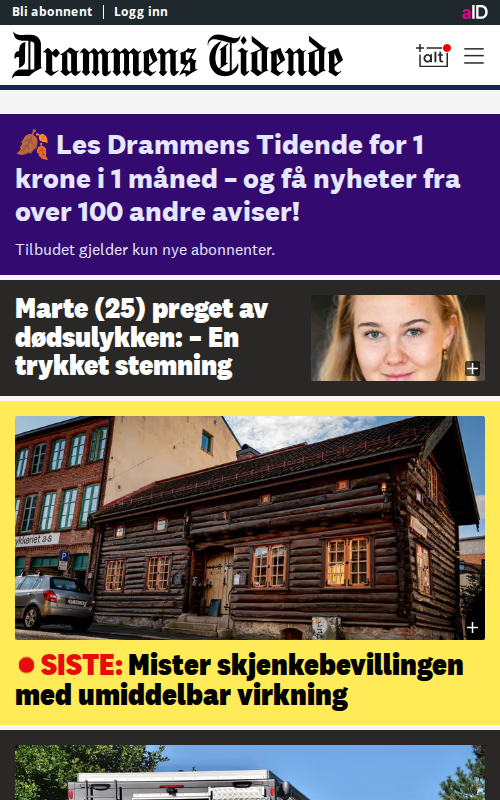 Bli abonnent Logg inn
aID
Drammens Tidende
+alt
🍂 Les Drammens Tidende for 1
krone i 1 måned – og få nyheter fra
over 100 andre aviser!
Tilbudet gjelder kun nye abonnenter.
Marte (25) preget av
dødsulykken: – En
trykket stemning
ykkeriet a·s
P
SISTE: Mister skjenkebevillingen
med umiddelbar virkning